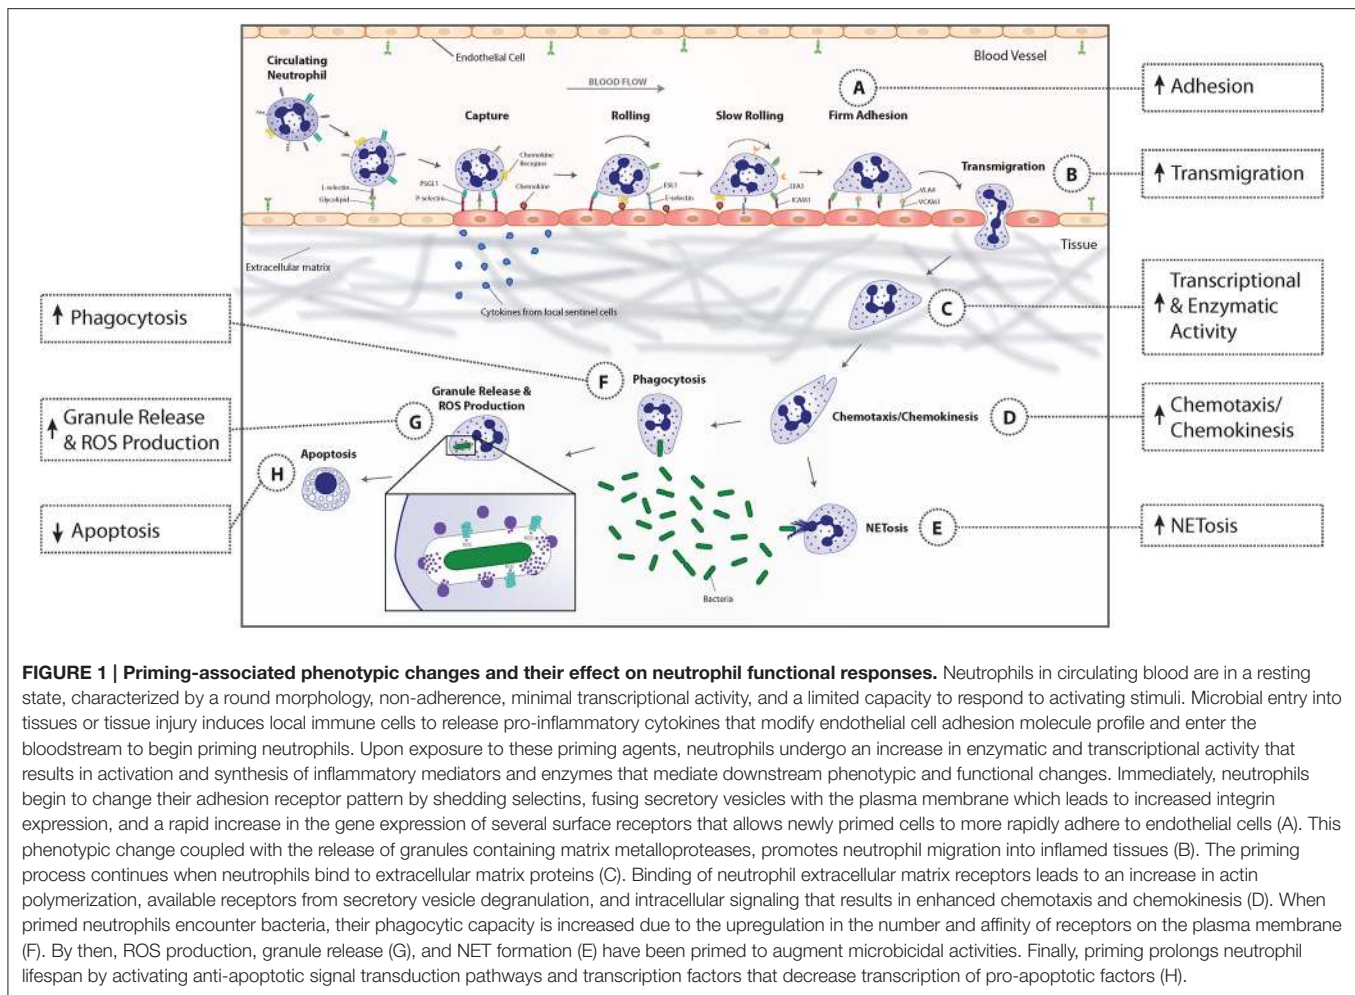 Endothelial Cell
Blood Vessel
Circulating
Neutrophil
BLOOD FLOW
A
Adhesion
Capture
Rolling
Slow Rolling
Firm Adhesion
Transmigration
B
Transmigration
Chemokine
Receptor
PSGL1
P-selectin
Chemokine
L-selectin
Glycolipid
ESL1
E-selectin
LFA1
ICAM1
VLA4
VCAM1
Tissue
Extracellular matrix
Cytokines from local sentinel cells
C
Transcriptional
& Enzymatic
Activity
Phagocytosis
F
Phagocytosis
Granule Release &
ROS Production
G
Granule Release
& ROS Production
Chemotaxis/Chemokinesis
D
Chemotaxis/
Chemokinesis
H
Apoptosis
Apoptosis
NETosis
E
NETosis
ROS
ROS
Bacteria
FIGURE 1 | Priming-associated phenotypic changes and their effect on neutrophil functional responses. Neutrophils in circulating blood are in a resting
state, characterized by a round morphology, non-adherence, minimal transcriptional activity, and a limited capacity to respond to activating stimuli. Microbial entry into
tissues or tissue injury induces local immune cells to release pro-inflammatory cytokines that modify endothelial cell adhesion molecule profile and enter the
bloodstream to begin priming neutrophils. Upon exposure to these priming agents, neutrophils undergo an increase in enzymatic and transcriptional activity that
results in activation and synthesis of inflammatory mediators and enzymes that mediate downstream phenotypic and functional changes. Immediately, neutrophils
begin to change their adhesion receptor pattern by shedding selectins, fusing secretory vesicles with the plasma membrane which leads to increased integrin
expression, and a rapid increase in the gene expression of several surface receptors that allows newly primed cells to more rapidly adhere to endothelial cells (A). This
phenotypic change coupled with the release of granules containing matrix metalloproteases, promotes neutrophil migration into inflamed tissues (B). The priming
process continues when neutrophils bind to extracellular matrix proteins (C). Binding of neutrophil extracellular matrix receptors leads to an increase in actin
polymerization, available receptors from secretory vesicle degranulation, and intracellular signaling that results in enhanced chemotaxis and chemokinesis (D). When
primed neutrophils encounter bacteria, their phagocytic capacity is increased due to the upregulation in the number and affinity of receptors on the plasma membrane
(F). By then, ROS production, granule release (G), and NET formation (E) have been primed to augment microbicidal activities. Finally, priming prolongs neutrophil
lifespan by activating anti-apoptotic signal transduction pathways and transcription factors that decrease transcription of pro-apoptotic factors (H).